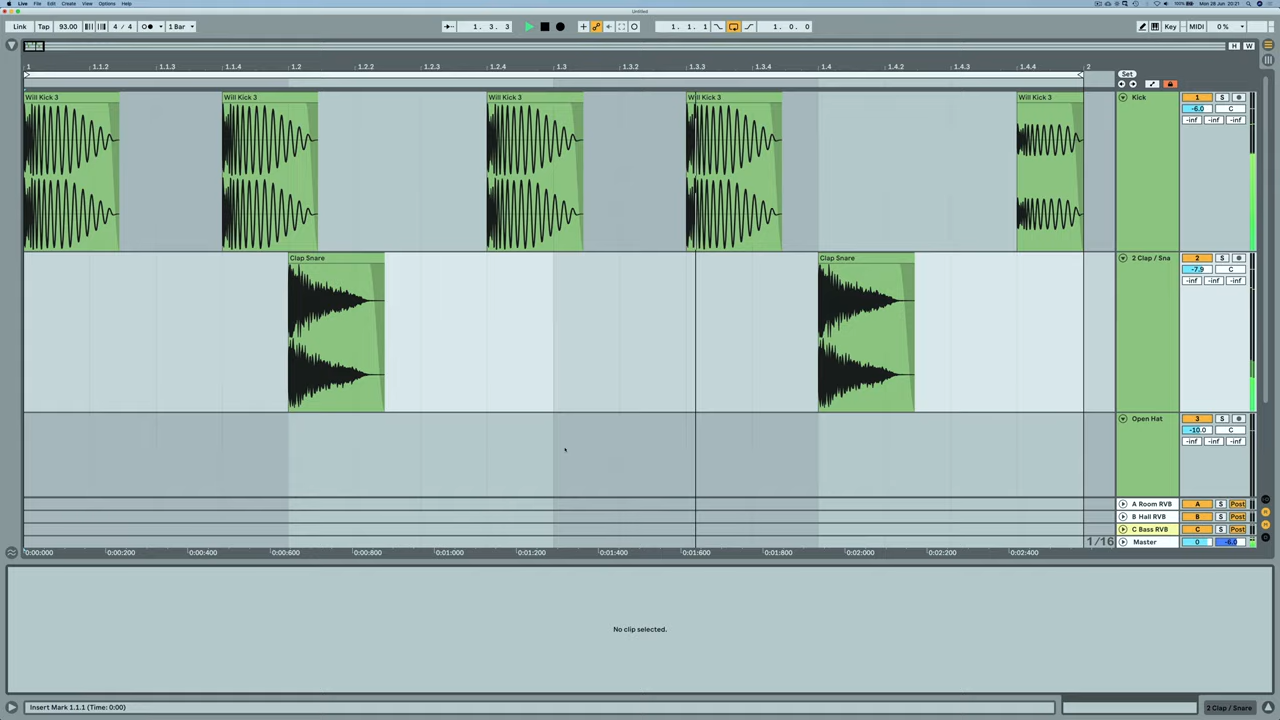 Live File Edit Create View Options Help
100% Mon 28 Jun 20:21
Untitled
Link Tap 93.00 4 / 4 1 Bar 1. 3. 3 1. 1. 1 1. 0. 0 Key MIDI 0 %
H W
1 1.1.2 1.1.3 1.1.4 1.2 1.2.2 1.2.3 1.2.4 1.3 1.3.2 1.3.3 1.3.4 1.4 1.4.2 1.4.3 1.4.4 2
Set
Will Kick 3 Will Kick 3 Will Kick 3 Will Kick 3 Will Kick 3 Kick 1 S
-6.0 C
-inf -inf -inf
Clap Snare Clap Snare 2 Clap / Sna 2 S
-7.9 C
-inf -inf -inf
Open Hat 3 S
-10.0 C
-inf -inf -inf
A Room RVB A S Post
B Hall RVB B S Post
C Bass RVB C S Post
1/16 Master 0 -6.0
0:00:000 0:00:200 0:00:400 0:00:600 0:00:800 0:01:000 0:01:200 0:01:400 0:01:600 0:01:800 0:02:000 0:02:200 0:02:400
No clip selected.
Insert Mark 1.1.1 (Time: 0:00) 2 Clap / Snare